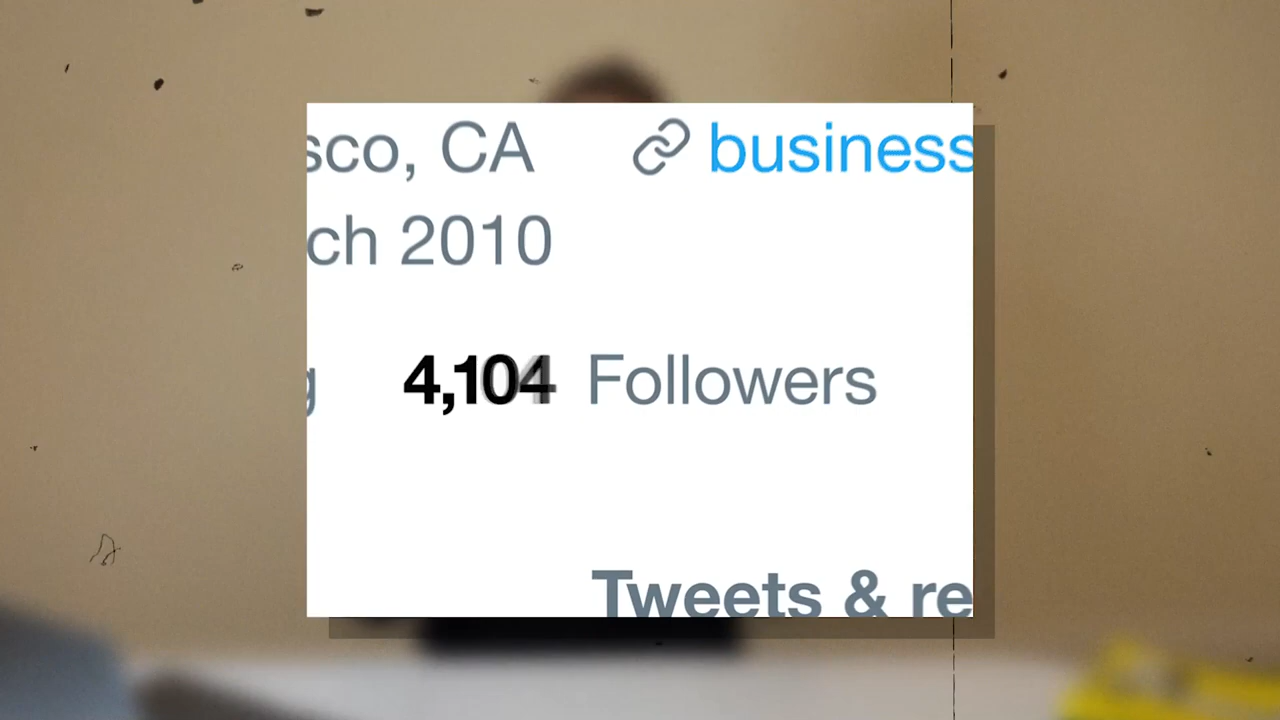 sco, CA business
ch 2010
g 4,104 Followers
Tweets & re